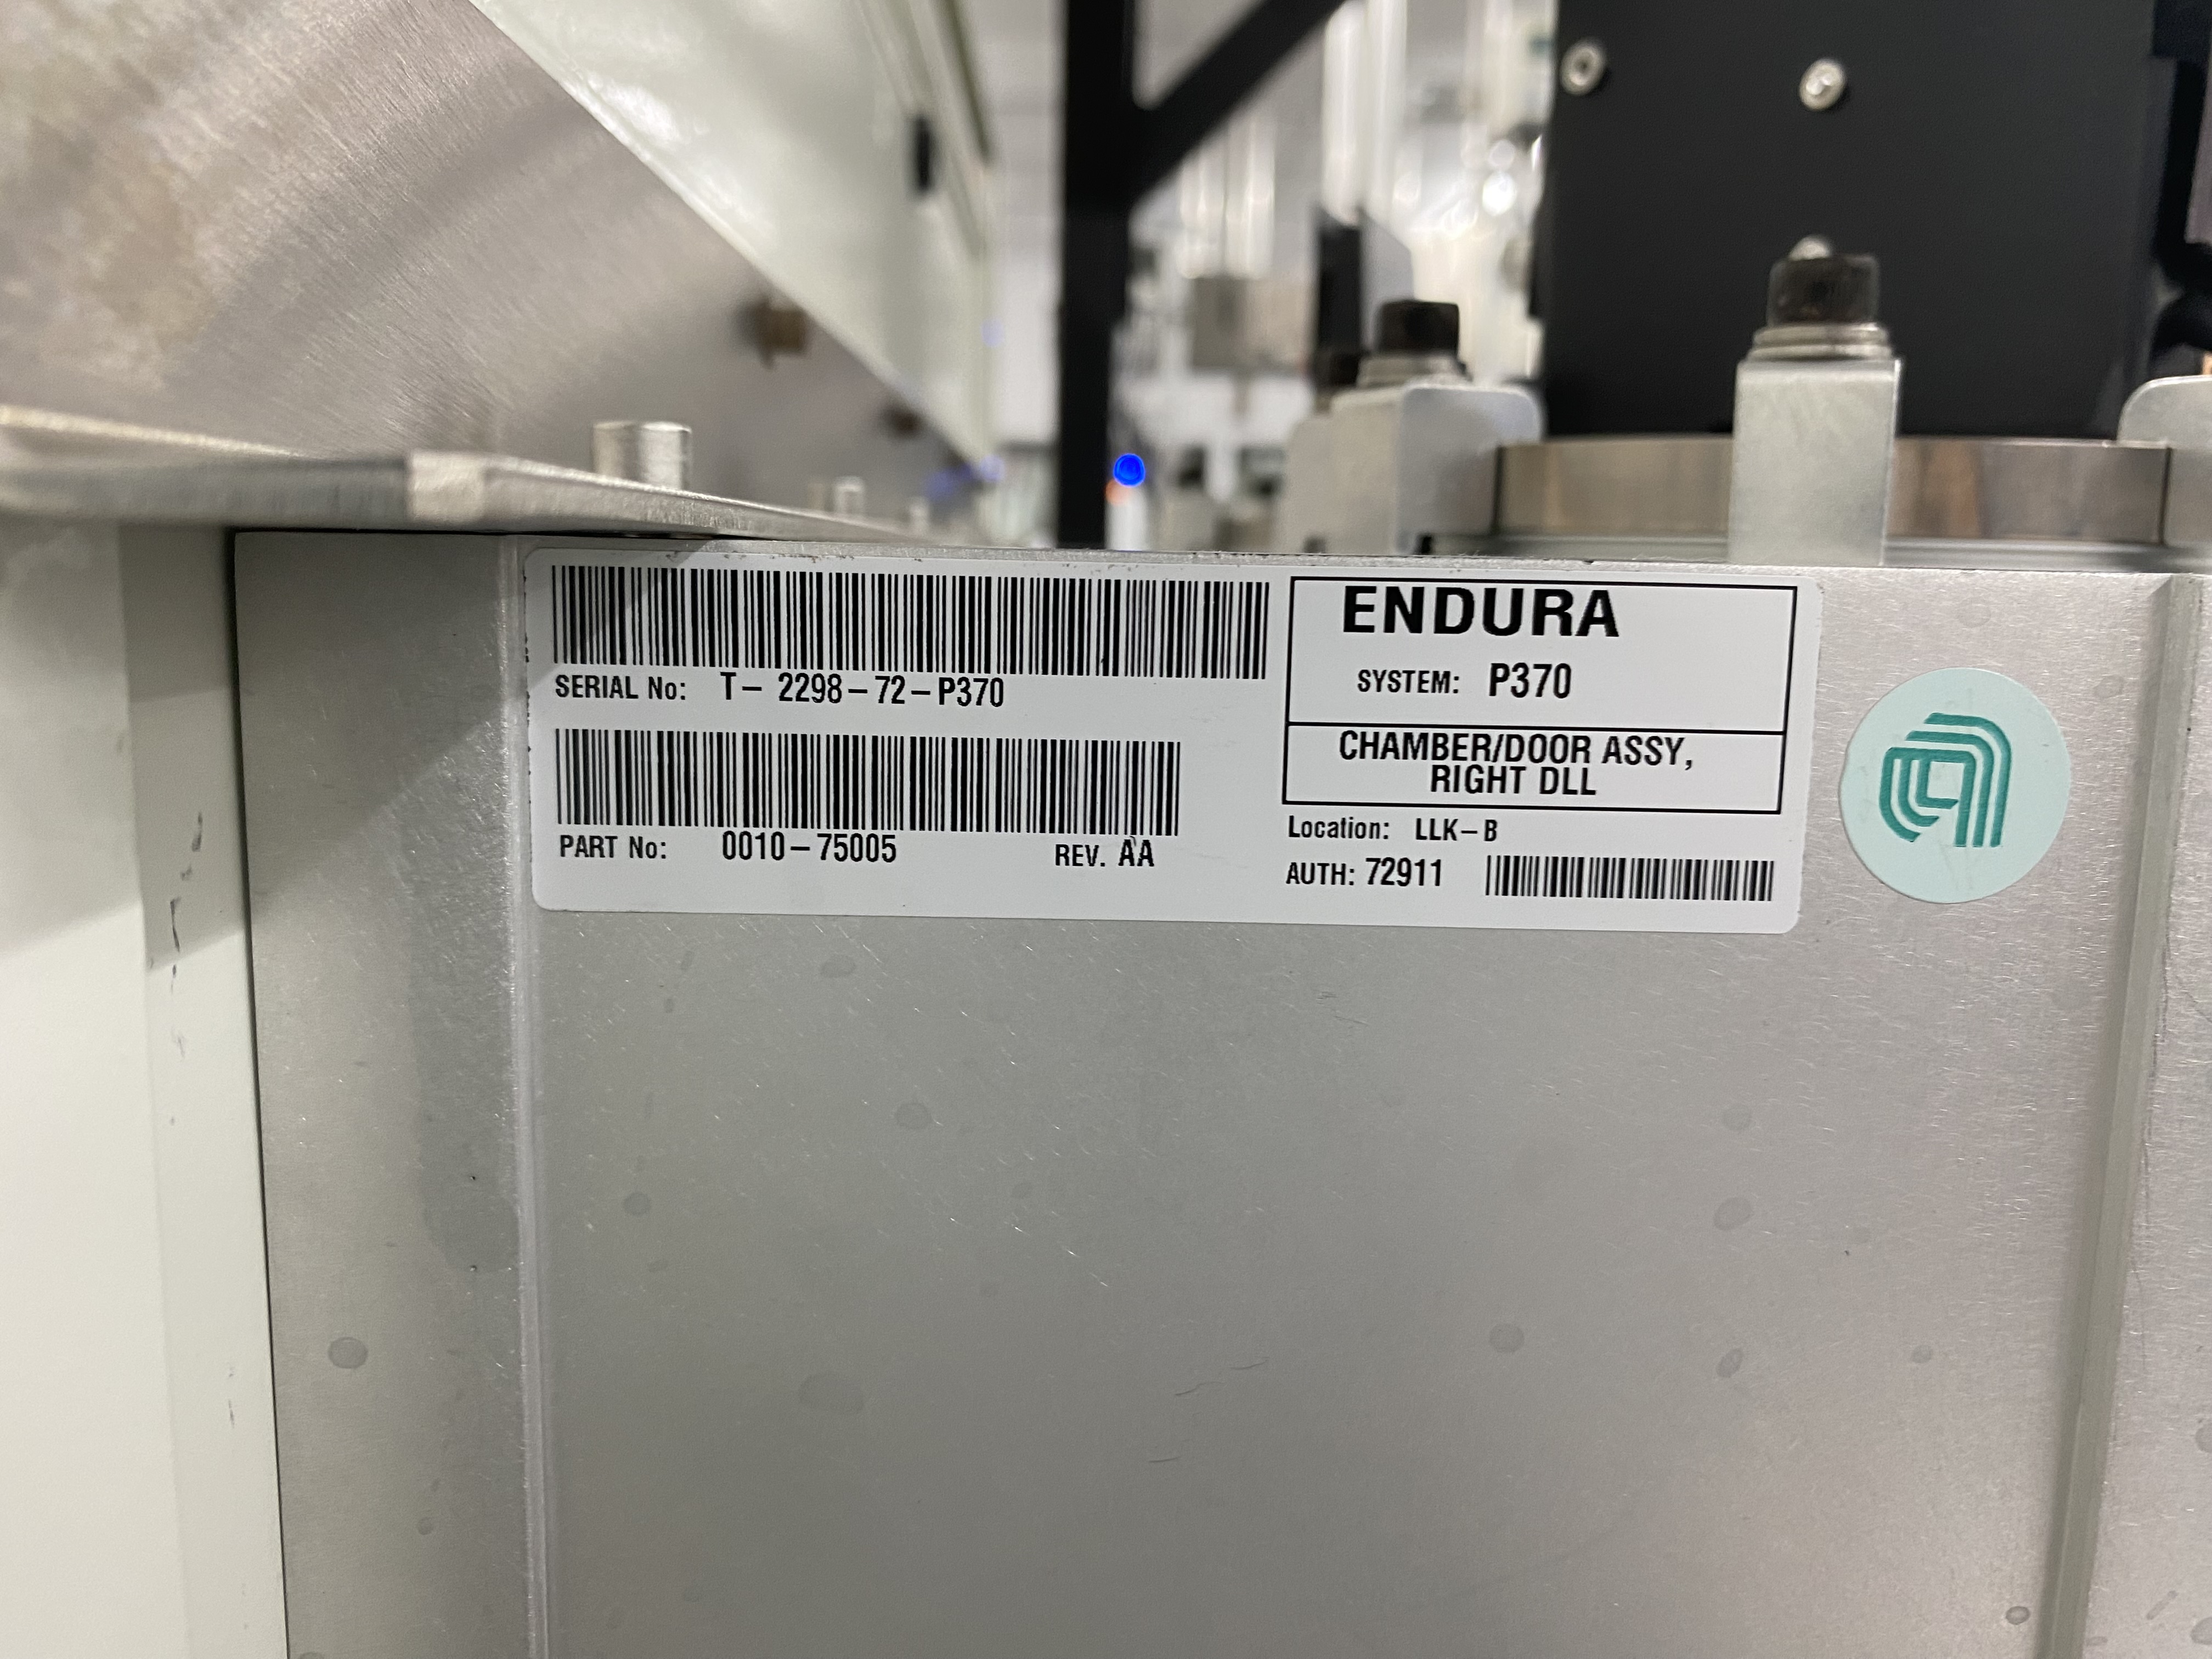 SERIAL No: T- 2298-72-P370
PART No: 0010-75005 REV. AA
ENDURA
SYSTEM: P370
CHAMBER/DOOR ASSY,
RIGHT DLL
Location: LLK-B
AUTH: 72911